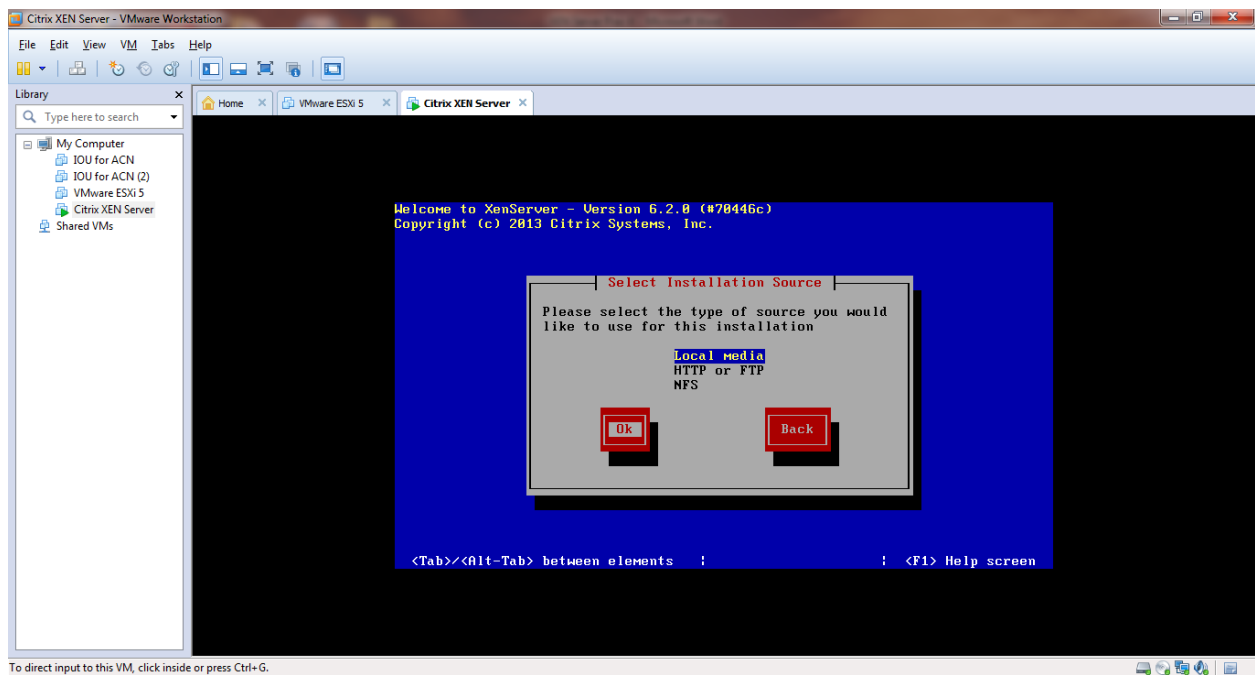 Citrix XEN Server - VMware Workstation
File Edit View VM Tabs Help
Library
Type here to search
My Computer
IOU for ACN
IOU for ACN (2)
VMware ESXi 5
Citrix XEN Server
Shared VMs
Home VMware ESXi 5 Citrix XEN Server
Welcome to XenServer - Version 6.2.0 (#70446c)
Copyright (c) 2013 Citrix Systems, Inc.
Select Installation Source
Please select the type of source you would
like to use for this installation
Local media
HTTP or FTP
NFS
Ok Back
<Tab>/<Alt-Tab> between elements ¦ ¦ <F1> Help screen
To direct input to this VM, click inside or press Ctrl+G.